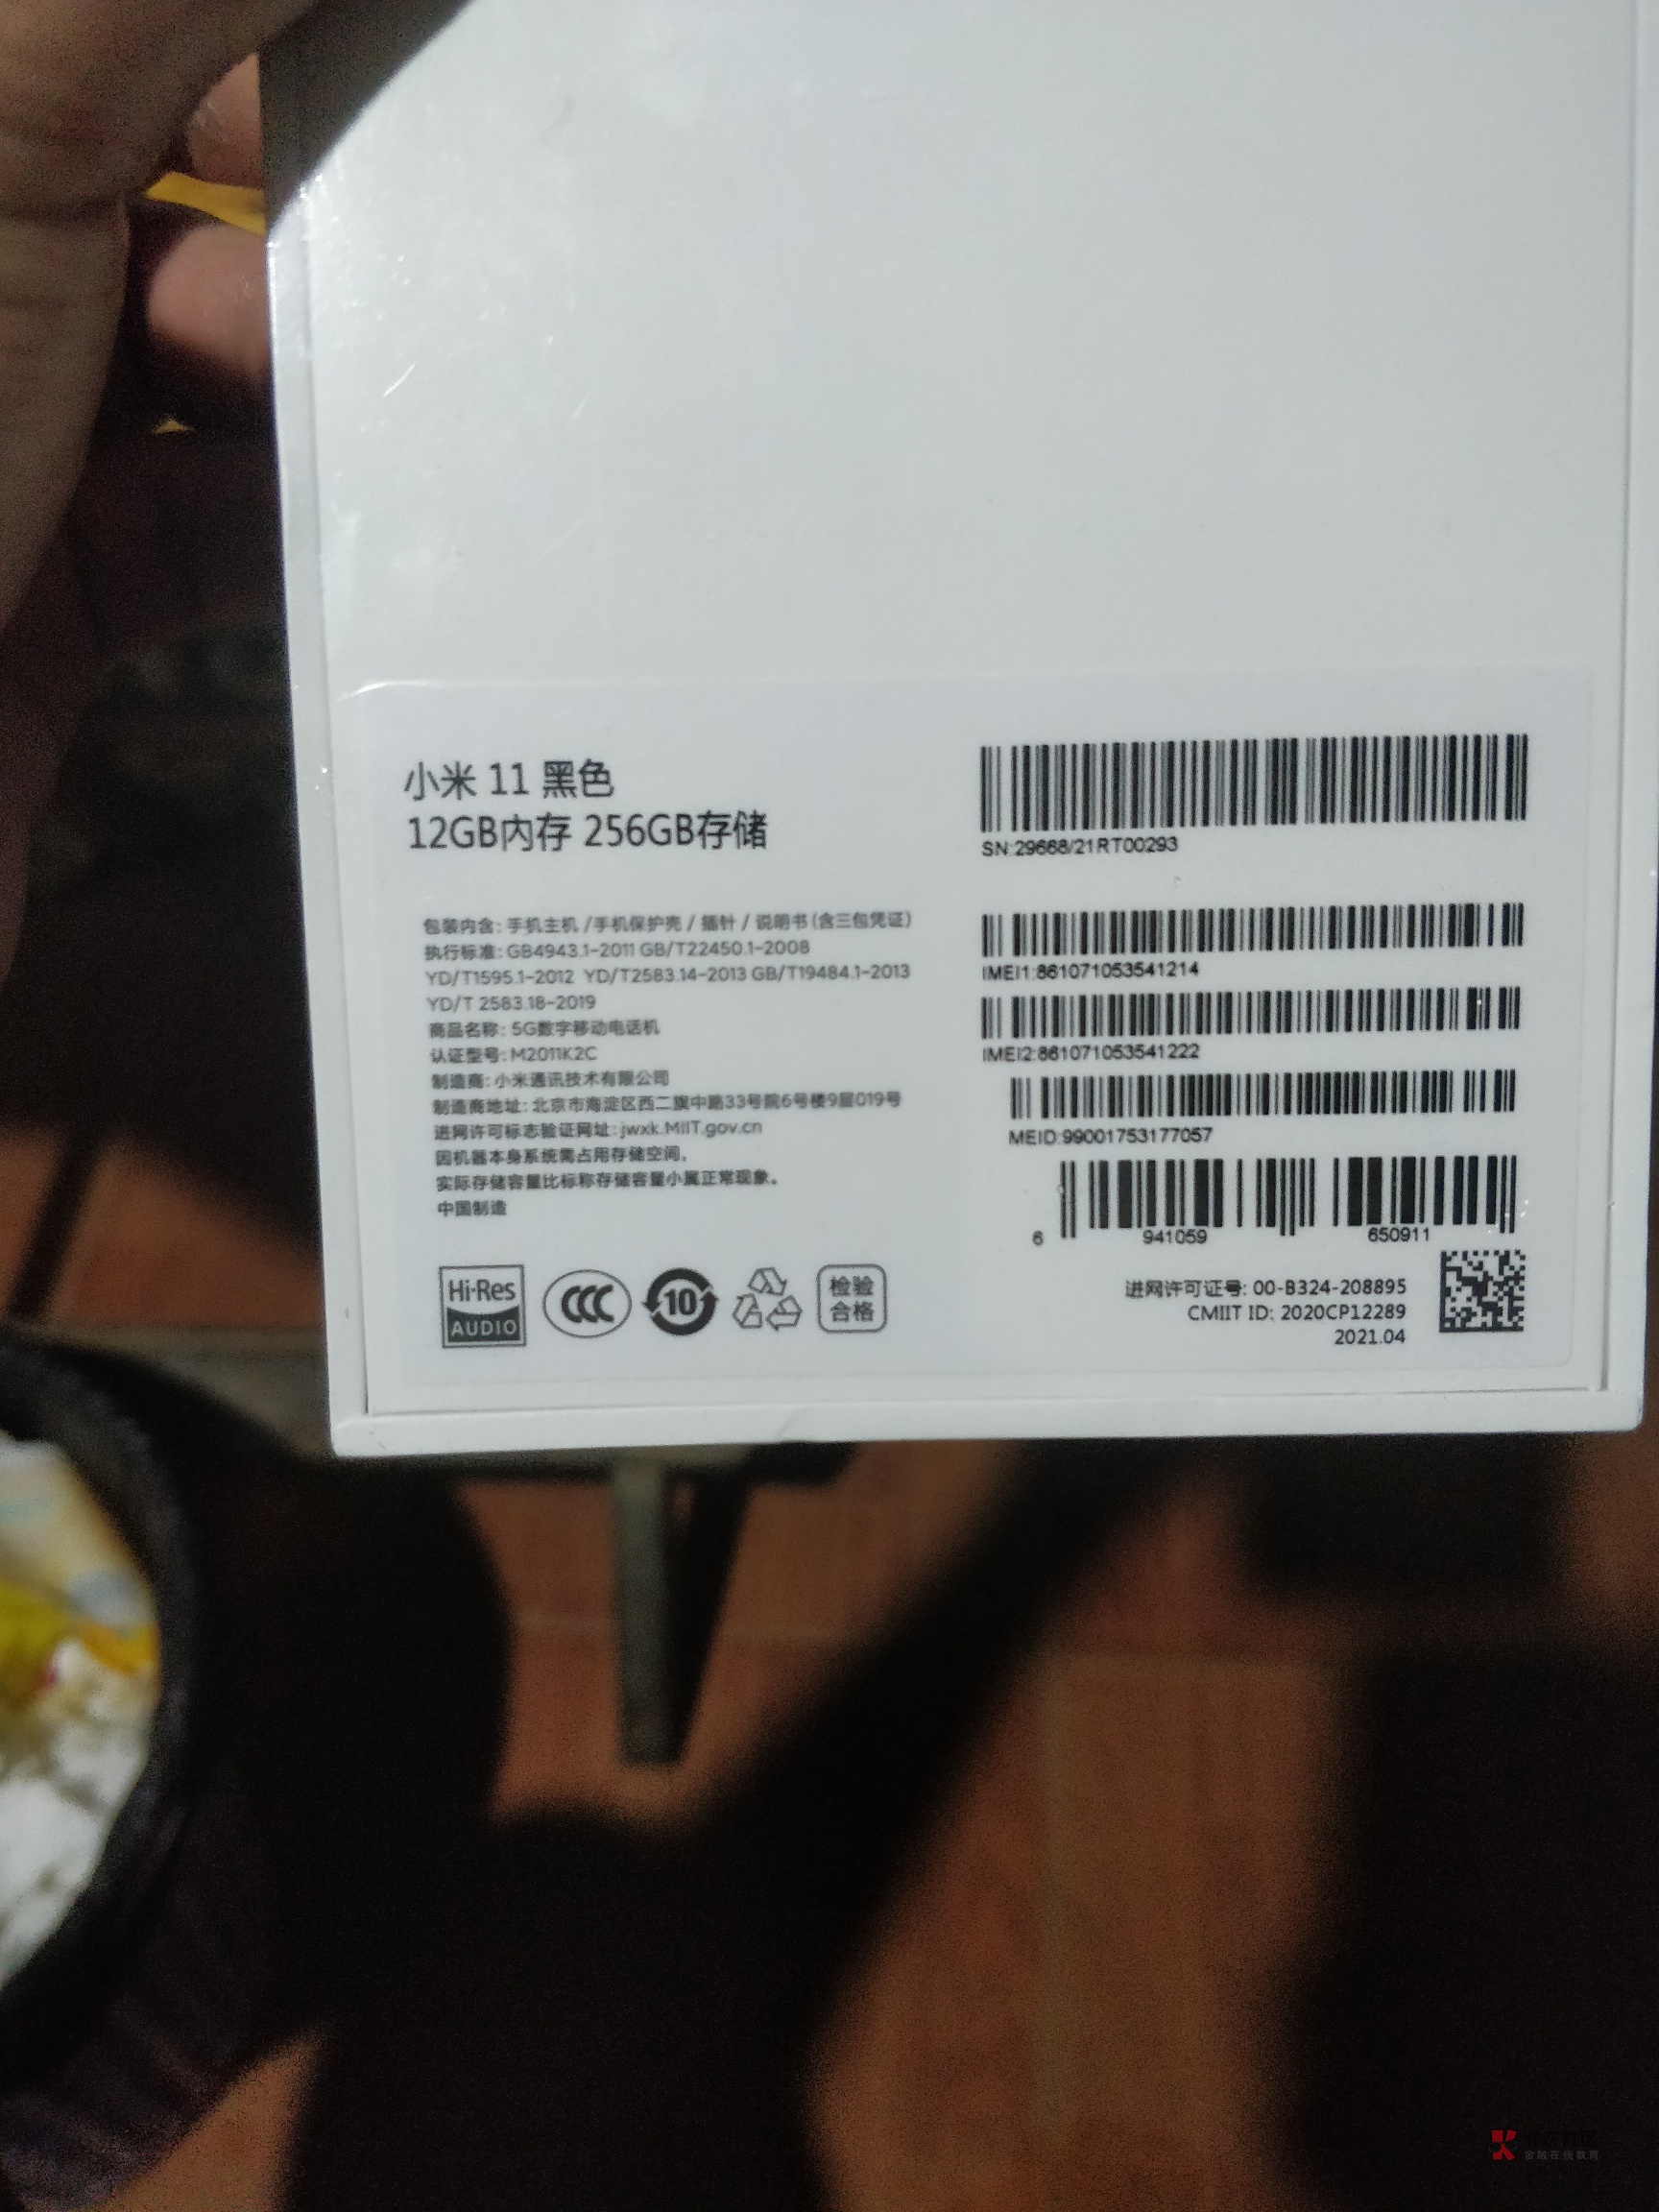 小米 11 黑色
12GB内存 256GB存储
包装内含: 手机主机 /手机保护壳 / 插针 / 说明书(含三包凭证)
执行标准: GB4943.1-2011 GB/T22450.1-2008
YD/T1595.1-2012 YD/T2583.14-2013 GB/T19484.1-2013
YD/T 2583.18-2019
商品名称: 5G数字移动电话机
认证型号: M2011K2C
制造商: 小米通讯技术有限公司
制造商地址: 北京市海淀区西二旗中路33号院6号楼9层019号
进网许可标志验证网址: jwxk.MIIT.gov.cn
因机器本身系统需占用存储空间,
实际存储容量比标称存储容量小属正常现象。
中国制造
Hi-Res
AUDIO
CCC
10
检验
合格
SN:29668/21RT00293
IMEI1:861071053541214
IMEI2:861071053541222
MEID:99001753177057
6 941059 650911
进网许可证号: 00-B324-208895
CMIIT ID: 2020CP12289
2021.04
金融在线教育